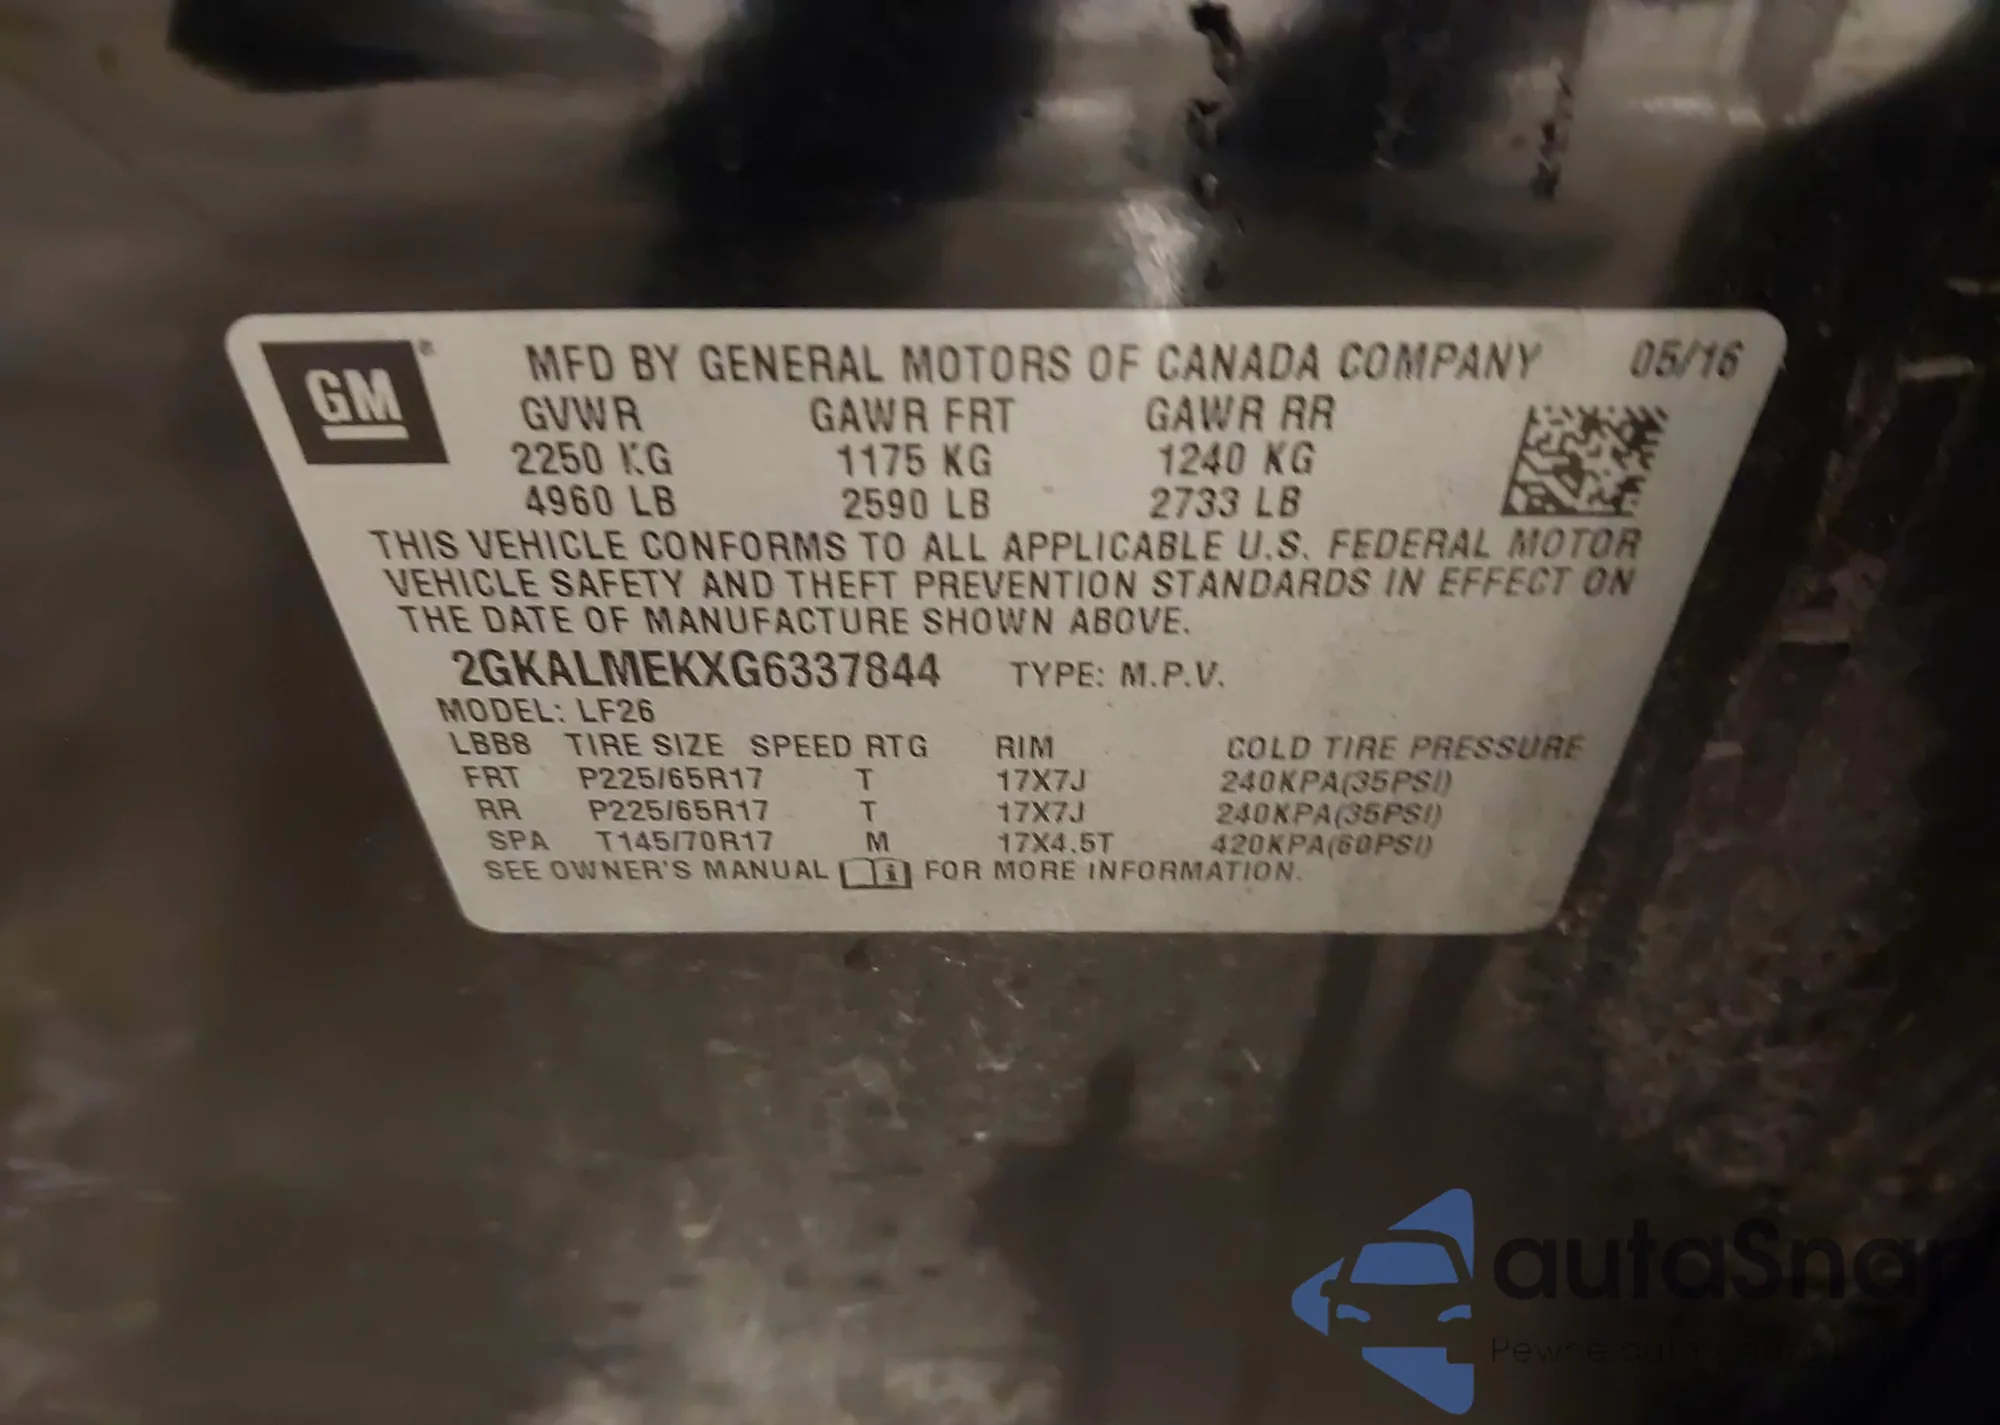 GM ® MFD BY GENERAL MOTORS OF CANADA COMPANY 05/16
GVWR GAWR FRT GAWR RR
2250 KG 1175 KG 1240 KG
4960 LB 2590 LB 2733 LB
THIS VEHICLE CONFORMS TO ALL APPLICABLE U.S. FEDERAL MOTOR
VEHICLE SAFETY AND THEFT PREVENTION STANDARDS IN EFFECT ON
THE DATE OF MANUFACTURE SHOWN ABOVE.
2GKALMEKXG6337844 TYPE: M.P.V.
MODEL: LF26
LBB8 TIRE SIZE SPEED RTG RIM COLD TIRE PRESSURE
FRT P225/65R17 T 17X7J 240KPA(35PSI)
RR P225/65R17 T 17X7J 240KPA(35PSI)
SPA T145/70R17 M 17X4.5T 420KPA(60PSI)
SEE OWNER'S MANUAL i FOR MORE INFORMATION.
autaSnap
Pewne auta